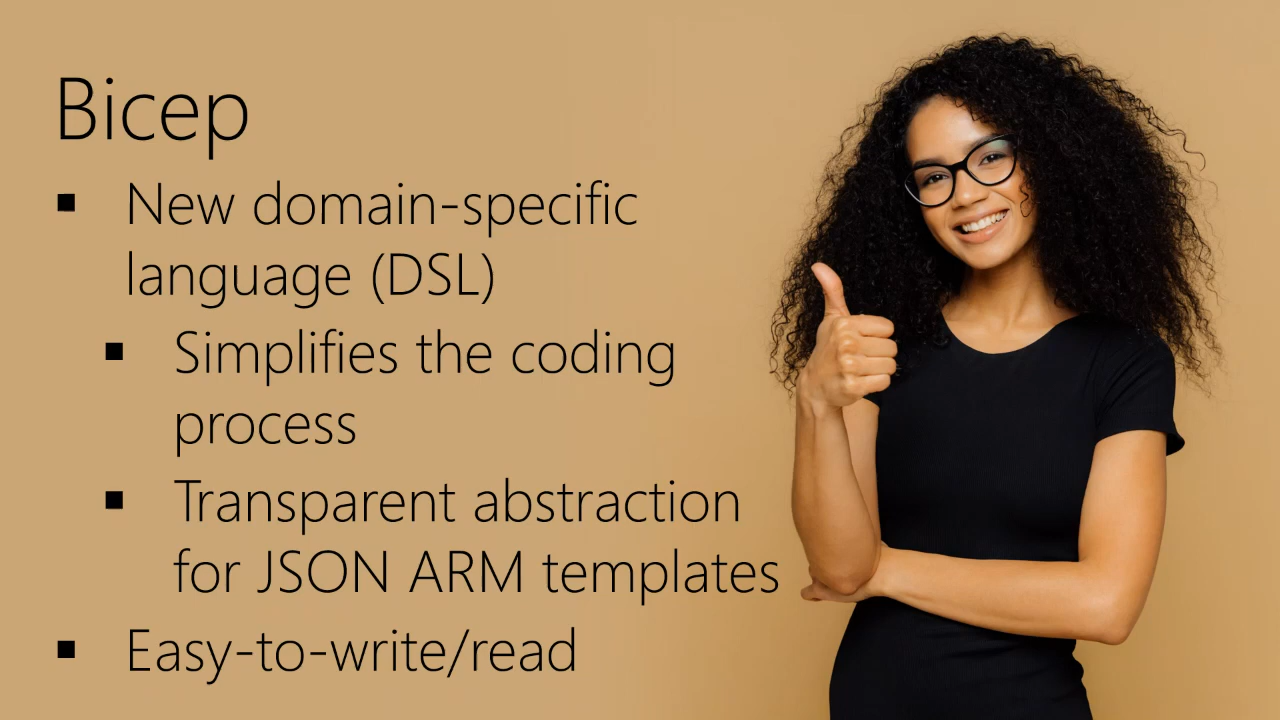 Bicep
▪ New domain-specific
language (DSL)
▪ Simplifies the coding
process
▪ Transparent abstraction
for JSON ARM templates
▪ Easy-to-write/read